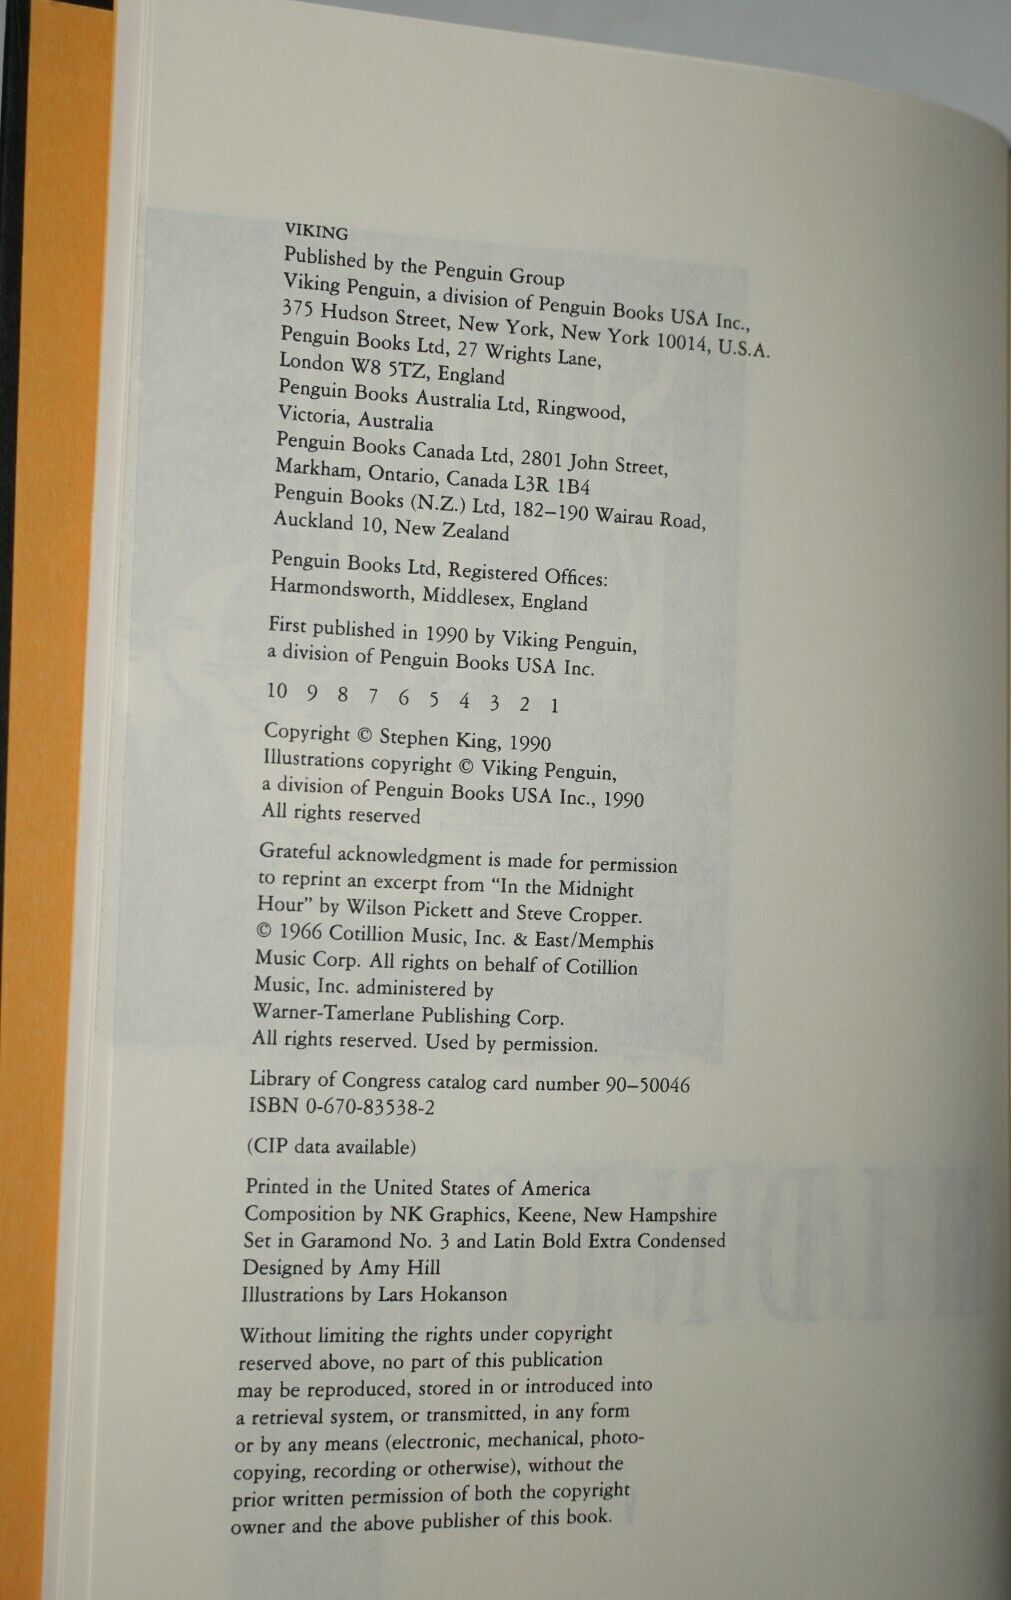 VIKING
Published by the Penguin Group
Viking Penguin, a division of Penguin Books USA Inc.,
375 Hudson Street, New York, New York 10014, U.S.A.
Penguin Books Ltd, 27 Wrights Lane,
London W8 5TZ, England
Penguin Books Australia Ltd, Ringwood,
Victoria, Australia
Penguin Books Canada Ltd, 2801 John Street,
Markham, Ontario, Canada L3R 1B4
Penguin Books (N.Z.) Ltd, 182–190 Wairau Road,
Auckland 10, New Zealand
Penguin Books Ltd, Registered Offices:
Harmondsworth, Middlesex, England
First published in 1990 by Viking Penguin,
a division of Penguin Books USA Inc.
10 9 8 7 6 5 4 3 2 1
Copyright © Stephen King, 1990
Illustrations copyright © Viking Penguin,
a division of Penguin Books USA Inc., 1990
All rights reserved
Grateful acknowledgment is made for permission
to reprint an excerpt from “In the Midnight
Hour” by Wilson Pickett and Steve Cropper.
© 1966 Cotillion Music, Inc. & East/Memphis
Music Corp. All rights on behalf of Cotillion
Music, Inc. administered by
Warner-Tamerlane Publishing Corp.
All rights reserved. Used by permission.
Library of Congress catalog card number 90–50046
ISBN 0-670-83538-2
(CIP data available)
Printed in the United States of America
Composition by NK Graphics, Keene, New Hampshire
Set in Garamond No. 3 and Latin Bold Extra Condensed
Designed by Amy Hill
Illustrations by Lars Hokanson
Without limiting the rights under copyright
reserved above, no part of this publication
may be reproduced, stored in or introduced into
a retrieval system, or transmitted, in any form
or by any means (electronic, mechanical, photo-
copying, recording or otherwise), without the
prior written permission of both the copyright
owner and the above publisher of this book.